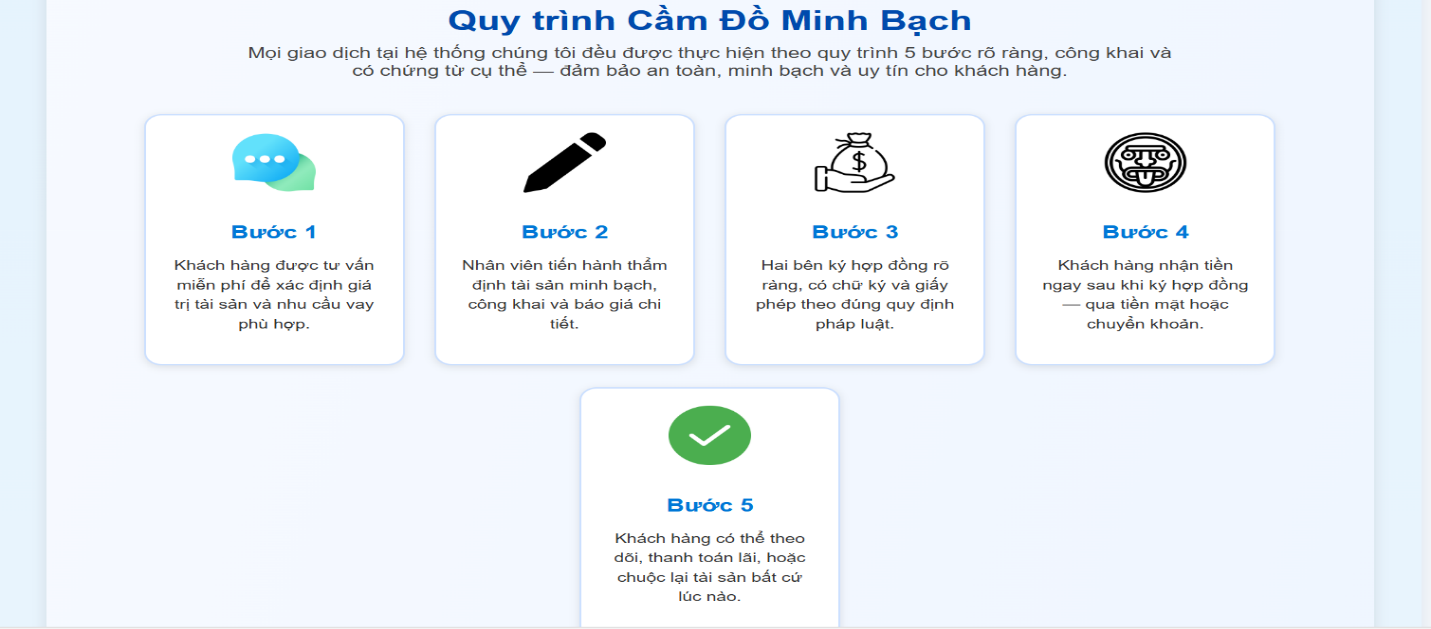 Quy trình Cầm Đồ Minh Bạch
Mọi giao dịch tại hệ thống chúng tôi đều được thực hiện theo quy trình 5 bước rõ ràng, công khai và
có chứng từ cụ thể — đảm bảo an toàn, minh bạch và uy tín cho khách hàng.
Bước 1
Khách hàng được tư vấn
miễn phí để xác định giá
trị tài sản và nhu cầu vay
phù hợp.
Bước 2
Nhân viên tiến hành thẩm
định tài sản minh bạch,
công khai và báo giá chi
tiết.
$
Bước 3
Hai bên ký hợp đồng rõ
ràng, có chữ ký và giấy
phép theo đúng quy định
pháp luật.
Bước 4
Khách hàng nhận tiền
ngay sau khi ký hợp đồng
— qua tiền mặt hoặc
chuyển khoản.
Bước 5
Khách hàng có thể theo
dõi, thanh toán lãi, hoặc
chuộc lại tài sản bất cứ
lúc nào.